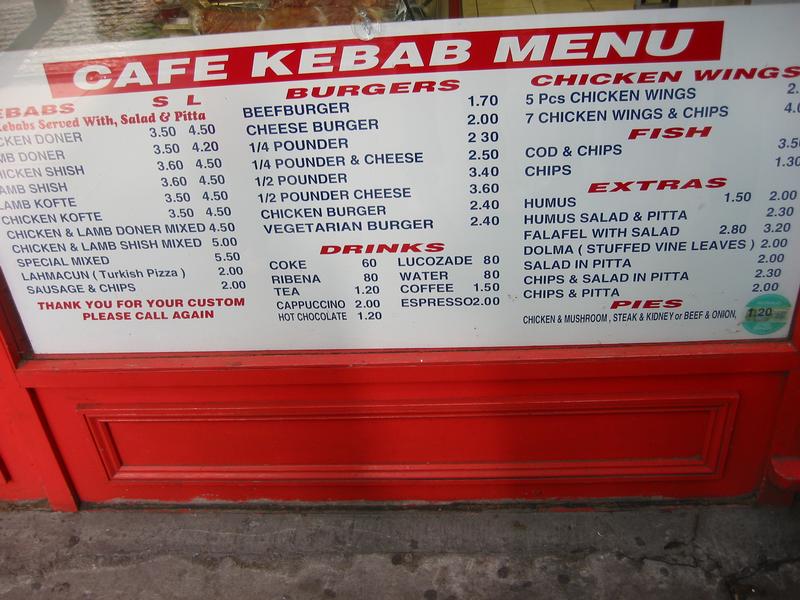 CAFE KEBAB MENU
EBABS S L
Kebabs Served With, Salad & Pitta
CKEN DONER 3.50 4.50
MB DONER 3.50 4.20
HICKEN SHISH 3.60 4.50
AMB SHISH 3.60 4.50
LAMB KOFTE 3.50 4.50
CHICKEN KOFTE 3.50 4.50
CHICKEN & LAMB DONER MIXED 4.50
CHICKEN & LAMB SHISH MIXED 5.00
SPECIAL MIXED 5.50
LAHMACUN ( Turkish Pizza ) 2.00
SAUSAGE & CHIPS 2.00
THANK YOU FOR YOUR CUSTOM
PLEASE CALL AGAIN
BURGERS
BEEFBURGER 1.70
CHEESE BURGER 2.00
1/4 POUNDER 2 30
1/4 POUNDER & CHEESE 2.50
1/2 POUNDER 3.40
1/2 POUNDER CHEESE 3.60
CHICKEN BURGER 2.40
VEGETARIAN BURGER 2.40
DRINKS
COKE 60 LUCOZADE 80
RIBENA 80 WATER 80
TEA 1.20 COFFEE 1.50
CAPPUCCINO 2.00 ESPRESSO 2.00
HOT CHOCOLATE 1.20
CHICKEN WINGS
5 Pcs CHICKEN WINGS 2.
7 CHICKEN WINGS & CHIPS 4.0
FISH
COD & CHIPS 3.50
CHIPS 1.30
EXTRAS
HUMUS 1.50 2.00
HUMUS SALAD & PITTA 2.30
FALAFEL WITH SALAD 2.80 3.20
DOLMA ( STUFFED VINE LEAVES ) 2.00
SALAD IN PITTA 2.00
CHIPS & SALAD IN PITTA 2.30
CHIPS & PITTA 2.00
PIES
CHICKEN & MUSHROOM , STEAK & KIDNEY or BEEF & ONION, 1.20